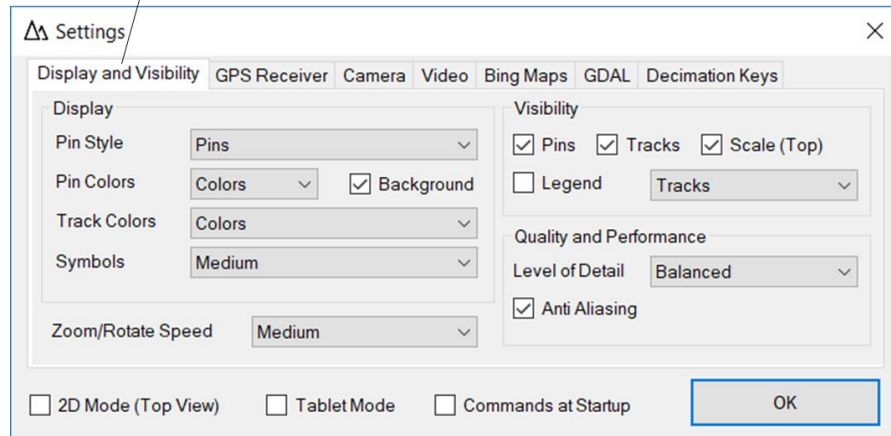 Settings
Display and Visibility GPS Receiver Camera Video Bing Maps GDAL Decimation Keys
Display
Pin Style Pins
Pin Colors Colors Background
Track Colors Colors
Symbols Medium
Zoom/Rotate Speed Medium
Visibility
Pins Tracks Scale (Top)
Legend Tracks
Quality and Performance
Level of Detail Balanced
Anti Aliasing
2D Mode (Top View) Tablet Mode Commands at Startup OK